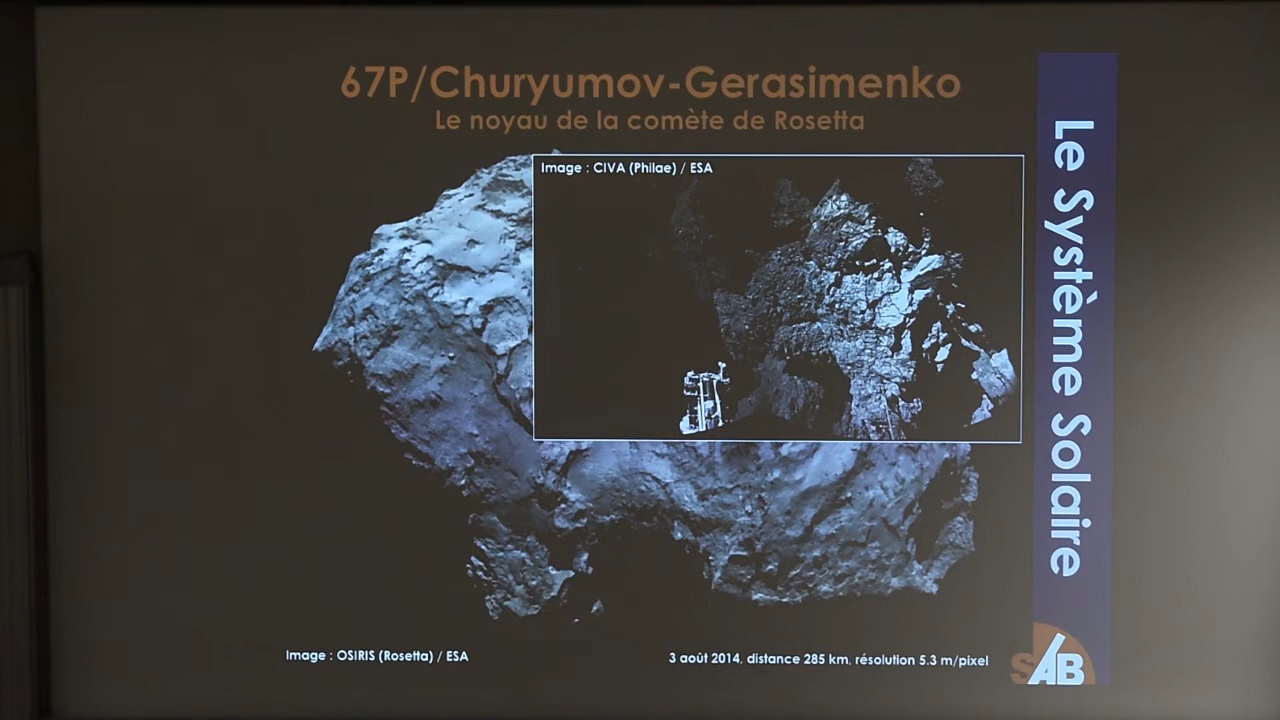 67P/Churyumov-Gerasimenko
Le noyau de la comète de Rosetta
Image : CIVA (Philae) / ESA
Le Système Solaire
Image : OSIRIS (Rosetta) / ESA
3 août 2014, distance 285 km, résolution 5.3 m/pixel
SAB